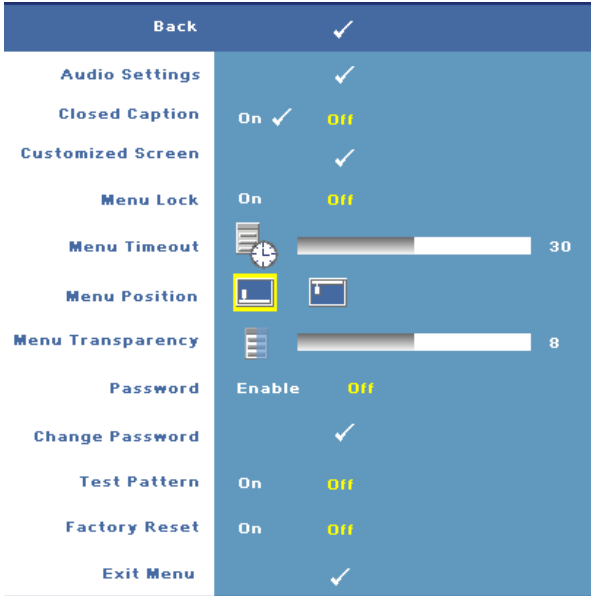 Back
Audio Settings
Closed Caption On Off
Customized Screen
Menu Lock On Off
Menu Timeout 30
Menu Position
Menu Transparency 8
Password Enable Off
Change Password
Test Pattern On Off
Factory Reset On Off
Exit Menu